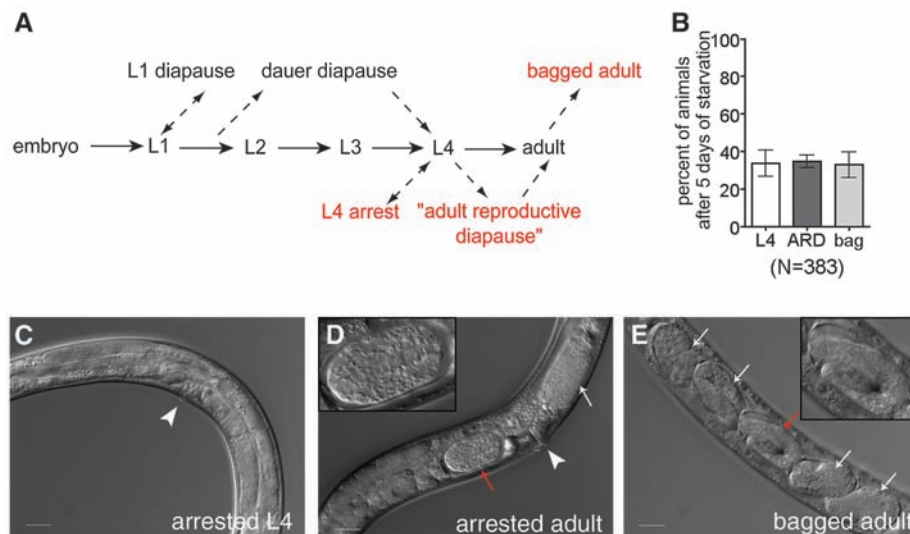 A
L1 diapause
dauer diapause
bagged adult
embryo
L1
L2
L3
L4
adult
L4 arrest
"adult reproductive
diapause"
B
percent of animals
after 5 days of starvation
100
80
60
40
20
0
L4 ARD bag
(N=383)
C
arrested L4
D
arrested adult
E
bagged adult